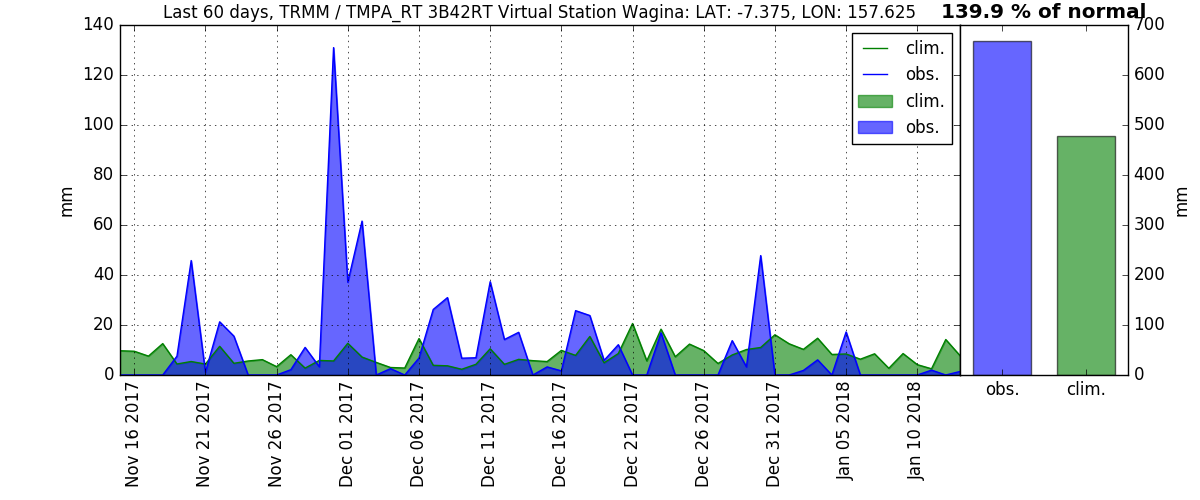 Last 60 days, TRMM / TMPA_RT 3B42RT Virtual Station Wagina: LAT: -7.375, LON: 157.625
139.9 % of normal
mm
140
120
100
80
60
40
20
0
clim.
obs.
clim.
obs.
Nov 16 2017
Nov 21 2017
Nov 26 2017
Dec 01 2017
Dec 06 2017
Dec 11 2017
Dec 16 2017
Dec 21 2017
Dec 26 2017
Dec 31 2017
Jan 05 2018
Jan 10 2018
700
600
500
400
300
200
100
0
mm
obs.
clim.